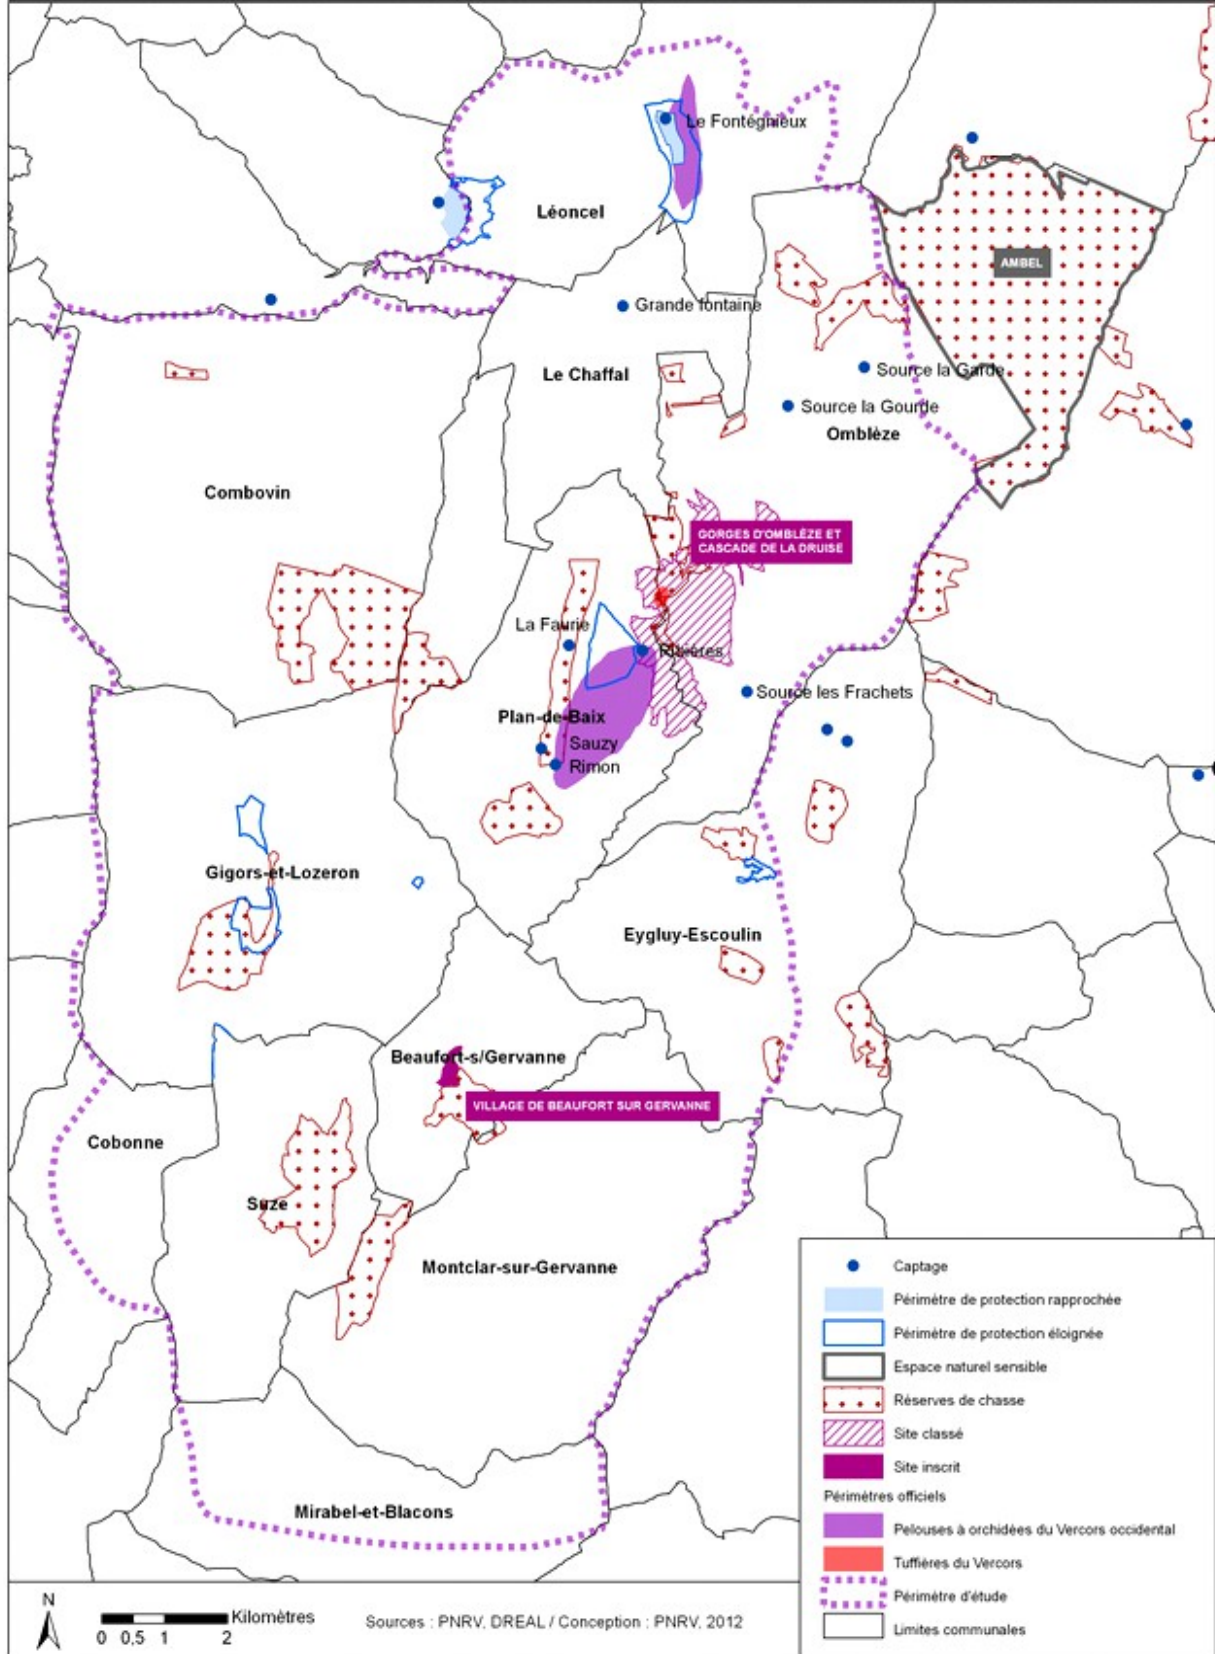 Le Fontégnieux
Léoncel
AMBEL
Grande fontaine
Le Chaffal
Source la Garde
Source la Gourde
Omblèze
Combovin
GORGES D'OMBLÈZE ET
CASCADE DE LA DRUISE
La Faurie
Source les Frachets
Plan-de-Baix
Sauzy
Rimon
Gigors-et-Lozeron
Eygluy-Escoulin
Beaufort-s/Gervanne
VILLAGE DE BEAUFORT SUR GERVANNE
Cobonne
Suze
Montclar-sur-Gervanne
Mirabel-et-Blacons
Captage
Périmètre de protection rapprochée
Périmètre de protection éloignée
Espace naturel sensible
Réserves de chasse
Site classé
Site inscrit
Périmètres officiels
Pelouses à orchidées du Vercors occidental
Tuffières du Vercors
Périmètre d'étude
Limites communales
N
Kilomètres
0 0,5 1 2
Sources : PNRV, DREAL / Conception : PNRV, 2012